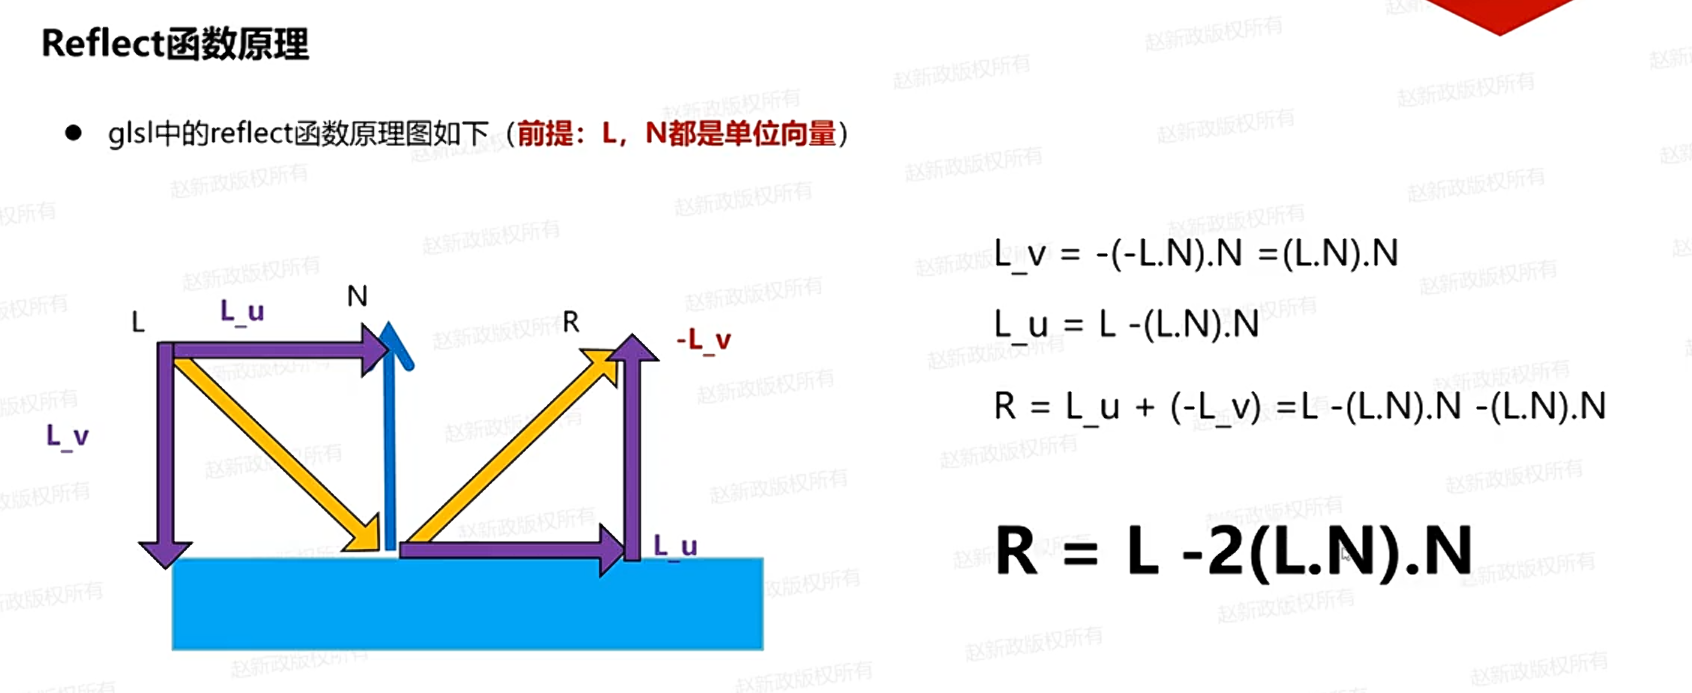 Reflect函数原理
● glsl中的reflect函数原理图如下（前提：L，N都是单位向量）
L_v = -(-L.N).N =(L.N).N
L_u = L -(L.N).N
R = L_u + (-L_v) =L -(L.N).N -(L.N).N
R = L -2(L.N).N
L
L_u
N
R
-L_v
L_v
L_u
赵新政版权所有